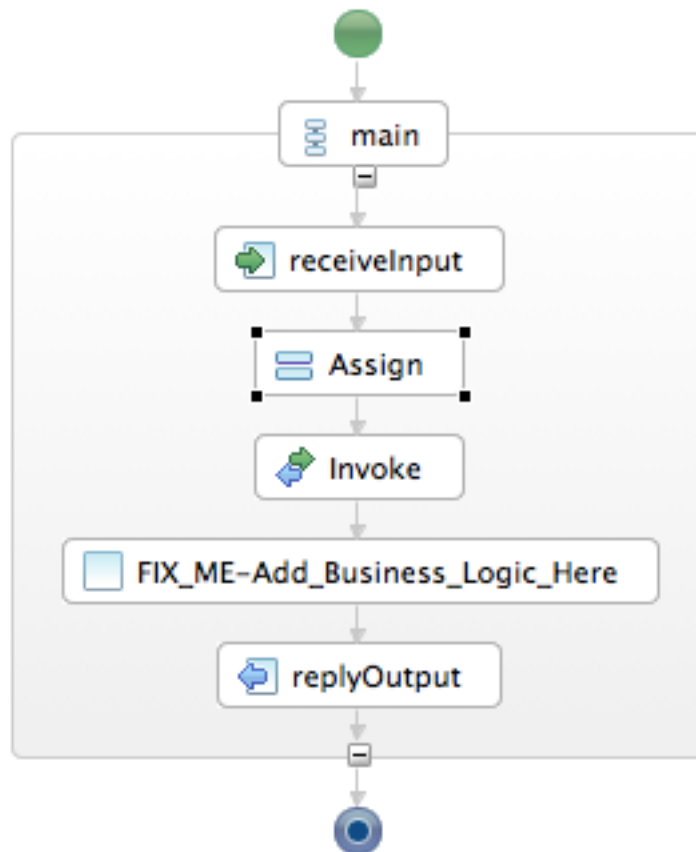 main
receiveInput
Assign
Invoke
FIX_ME-Add_Business_Logic_Here
replyOutput